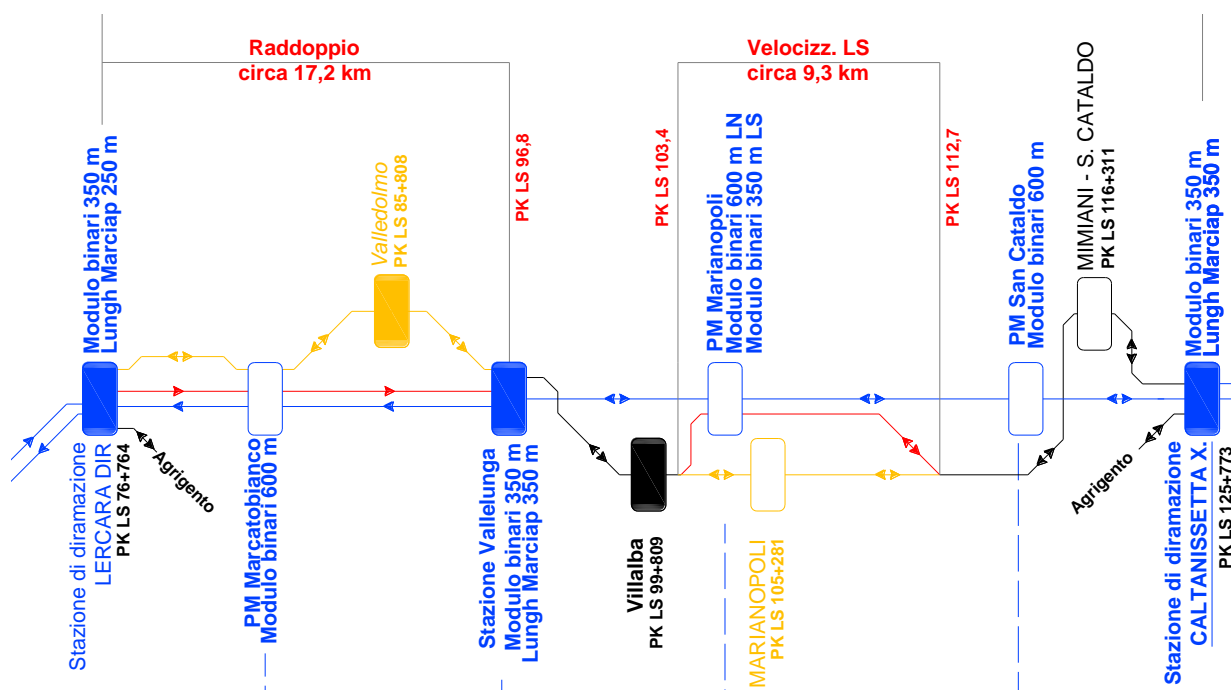 Raddoppio
circa 17,2 km
Velocizz. LS
circa 9,3 km
Modulo binari 350 m
Lungh Marciap 250 m
Valledolmo
PK LS 85+808
PK LS 96,8
PK LS 103,4
PM Marianopoli
Modulo binari 600 m LN
Modulo binari 350 m LS
PK LS 112,7
PM San Cataldo
Modulo binari 600 m
MIMIANI - S. CATALDO
PK LS 116+311
Modulo binari 350 m
Lungh Marciap 350 m
Stazione di diramazione
LERCARA DIR
PK LS 76+764
Agrigento
PM Marcatobianco
Modulo binari 600 m
Stazione Vallelunga
Modulo binari 350 m
Lungh Marciap 350 m
Villalba
PK LS 99+809
MARIANOPOLI
PK LS 105+281
Agrigento
Stazione di diramazione
CALTANISSETTA X.
PK LS 125+773